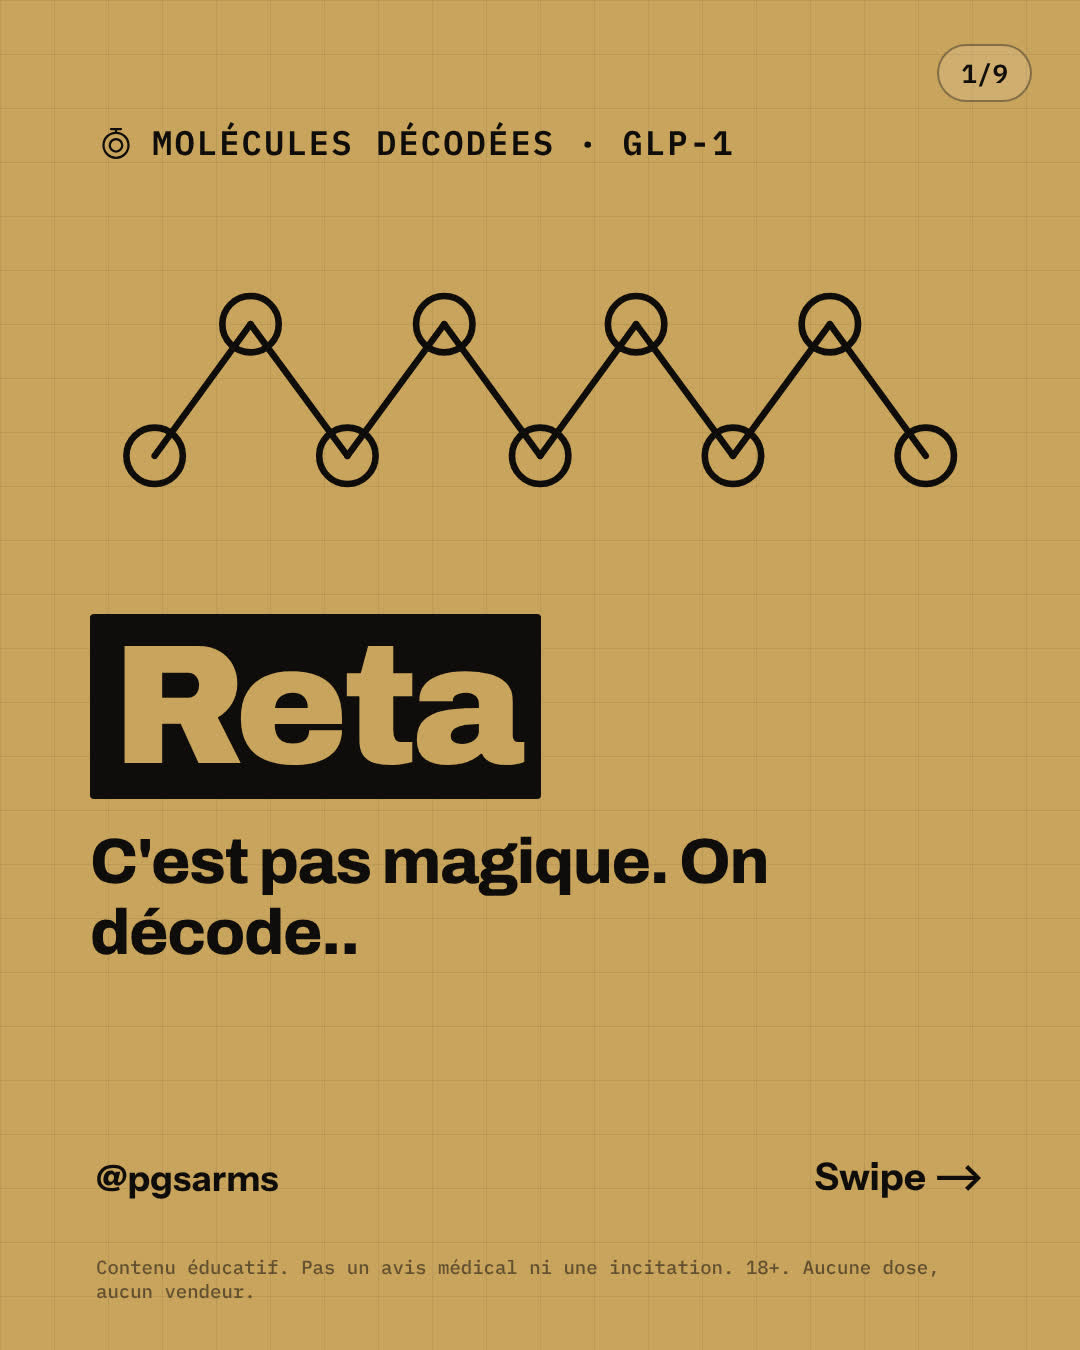 1/9
MOLÉCULES DÉCODÉES · GLP-1
Reta
C'est pas magique. On
décode..
@pgsarms
Swipe →
Contenu éducatif. Pas un avis médical ni une incitation. 18+. Aucune dose,
aucun vendeur.